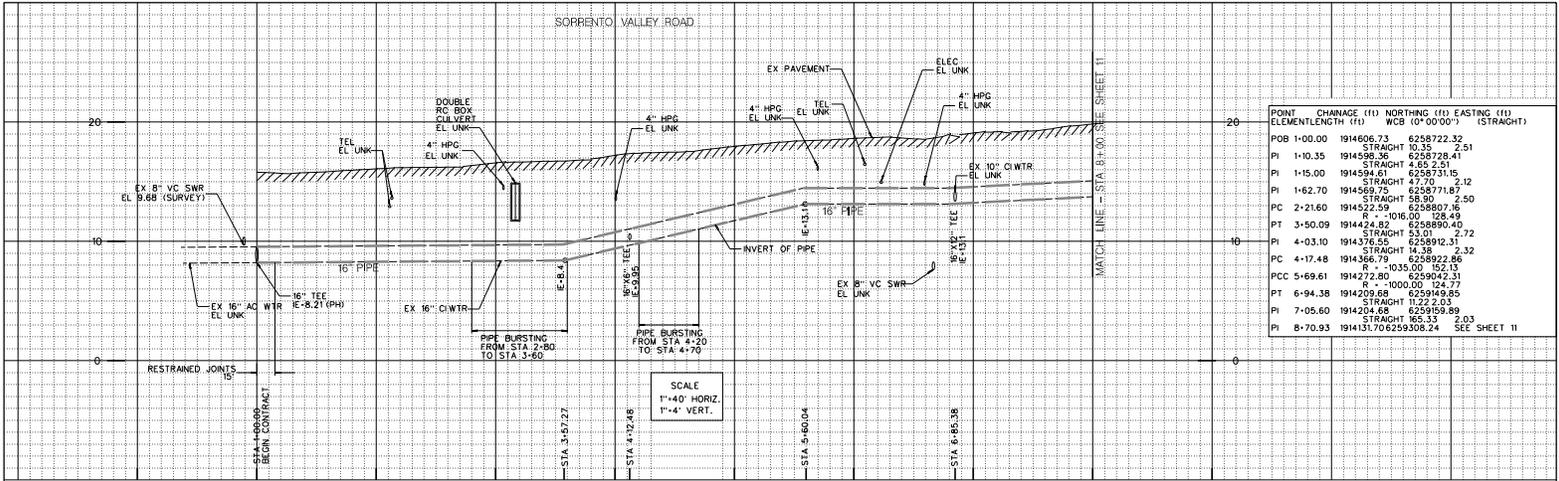 SORRENTO VALLEY ROAD
EX PAVEMENT
ELEC
EL UNK
4" HPG
EL UNK
TEL
EL UNK
4" HPG
EL UNK
DOUBLE
RC BOX
CULVERT
EL UNK
4" HPG
EL UNK
4" HPG
EL UNK
TEL
EL UNK
20
20
EX 8" VC SWR
EL 9.68 (SURVEY)
EX 10" CIWTR
EL UNK
16" PIPE
IE=13.10
10
10
INVERT OF PIPE
16" PIPE
16" TEE
IE=8.21 (PH)
EX 16" AC WTR
EL UNK
EX 16" CIWTR
IE=8.41
16"X6" TEE
IE=9.95
16"X12" TEE
IE=13.1
EX 8" VC SWR
EL UNK
PIPE BURSTING
FROM STA 2+80
TO STA 3+60
PIPE BURSTING
FROM STA 4+20
TO STA 4+70
0
0
RESTRAINED JOINTS
15'
SCALE
1"=40' HORIZ.
1"=4' VERT.
STA 1+00.00
BEGIN CONTRACT
STA 3+57.27
STA 4+12.48
STA 5+60.04
STA 6+85.38
MATCH LINE - STA 8+00 SEE SHEET 11
POINT CHAINAGE (ft) NORTHING (ft) EASTING (ft)
ELEMENTLENGTH (ft) WCB (0°00'00") (STRAIGHT)
POB 1+00.00 1914606.73 6258722.32
STRAIGHT 10.35 2.51
PI 1+10.35 1914598.36 6258728.41
STRAIGHT 4.65 2.51
PI 1+15.00 1914594.61 6258731.15
STRAIGHT 47.70 2.12
PI 1+62.70 1914569.75 6258771.87
STRAIGHT 58.90 2.50
PC 2+21.60 1914522.59 6258807.16
R = -1016.00 128.49
PT 3+50.09 1914424.82 6258890.40
STRAIGHT 53.01 2.72
PI 4+03.10 1914376.55 6258912.31
STRAIGHT 14.38 2.32
PC 4+17.48 1914366.79 6258922.86
R = -1035.00 152.13
PCC 5+69.61 1914272.80 6259042.31
R = -1000.00 124.77
PT 6+94.38 1914209.68 6259149.85
STRAIGHT 11.22 2.03
PI 7+05.60 1914204.68 6259159.89
STRAIGHT 165.33 2.03
PI 8+70.93 1914131.70 6259308.24 SEE SHEET 11